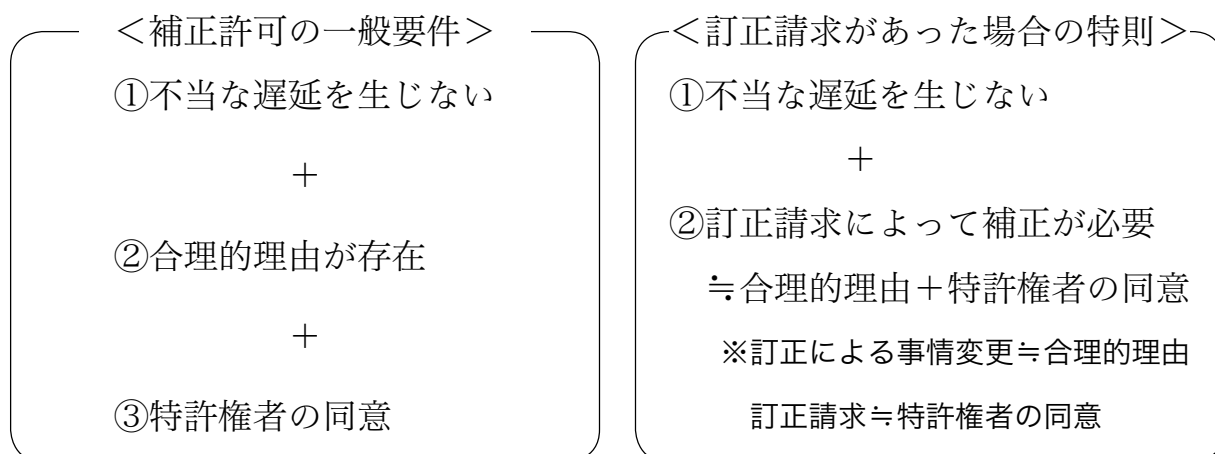 ＜補正許可の一般要件＞
①不当な遅延を生じない
＋
②合理的理由が存在
＋
③特許権者の同意
＜訂正請求があった場合の特則＞
①不当な遅延を生じない
＋
②訂正請求によって補正が必要
≒合理的理由＋特許権者の同意
※訂正による事情変更≒合理的理由
訂正請求≒特許権者の同意